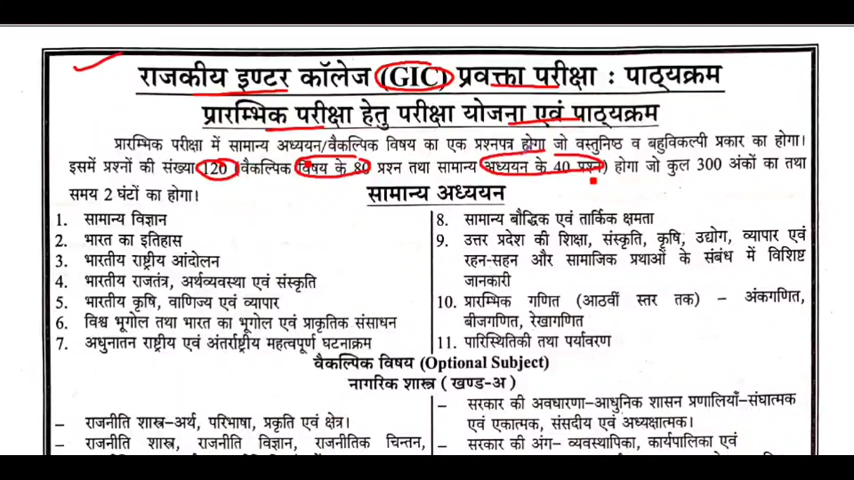 राजकीय इण्टर कॉलेज (GIC) प्रवक्ता परीक्षा : पाठ्यक्रम
प्रारम्भिक परीक्षा हेतु परीक्षा योजना एवं पाठ्यक्रम
प्रारम्भिक परीक्षा में सामान्य अध्ययन/वैकल्पिक विषय का एक प्रश्नपत्र होगा जो वस्तुनिष्ठ व बहुविकल्पी प्रकार का होगा।
इसमें प्रश्नों की संख्या 120 (वैकल्पिक विषय के 80 प्रश्न तथा सामान्य अध्ययन के 40 प्रश्न) होगा जो कुल 300 अंकों का तथा
समय 2 घंटों का होगा।
सामान्य अध्ययन
1. सामान्य विज्ञान
2. भारत का इतिहास
3. भारतीय राष्ट्रीय आंदोलन
4. भारतीय राजतंत्र, अर्थव्यवस्था एवं संस्कृति
5. भारतीय कृषि, वाणिज्य एवं व्यापार
6. विश्व भूगोल तथा भारत का भूगोल एवं प्राकृतिक संसाधन
7. अधुनातन राष्ट्रीय एवं अंतर्राष्ट्रीय महत्वपूर्ण घटनाक्रम
8. सामान्य बौद्धिक एवं तार्किक क्षमता
9. उत्तर प्रदेश की शिक्षा, संस्कृति, कृषि, उद्योग, व्यापार एवं
रहन-सहन और सामाजिक प्रथाओं के संबंध में विशिष्ट
जानकारी
10. प्रारम्भिक गणित (आठवीं स्तर तक) – अंकगणित,
बीजगणित, रेखागणित
11. पारिस्थितिकी तथा पर्यावरण
वैकल्पिक विषय (Optional Subject)
नागरिक शास्त्र (खण्ड-अ)
– राजनीति शास्त्र-अर्थ, परिभाषा, प्रकृति एवं क्षेत्र।
– राजनीति शास्त्र, राजनीति विज्ञान, राजनीतिक चिन्तन,
– सरकार की अवधारणा-आधुनिक शासन प्रणालियाँ-संघात्मक
एवं एकात्मक, संसदीय एवं अध्यक्षात्मक।
– सरकार की अंग- व्यवस्थापिका, कार्यपालिका एवं